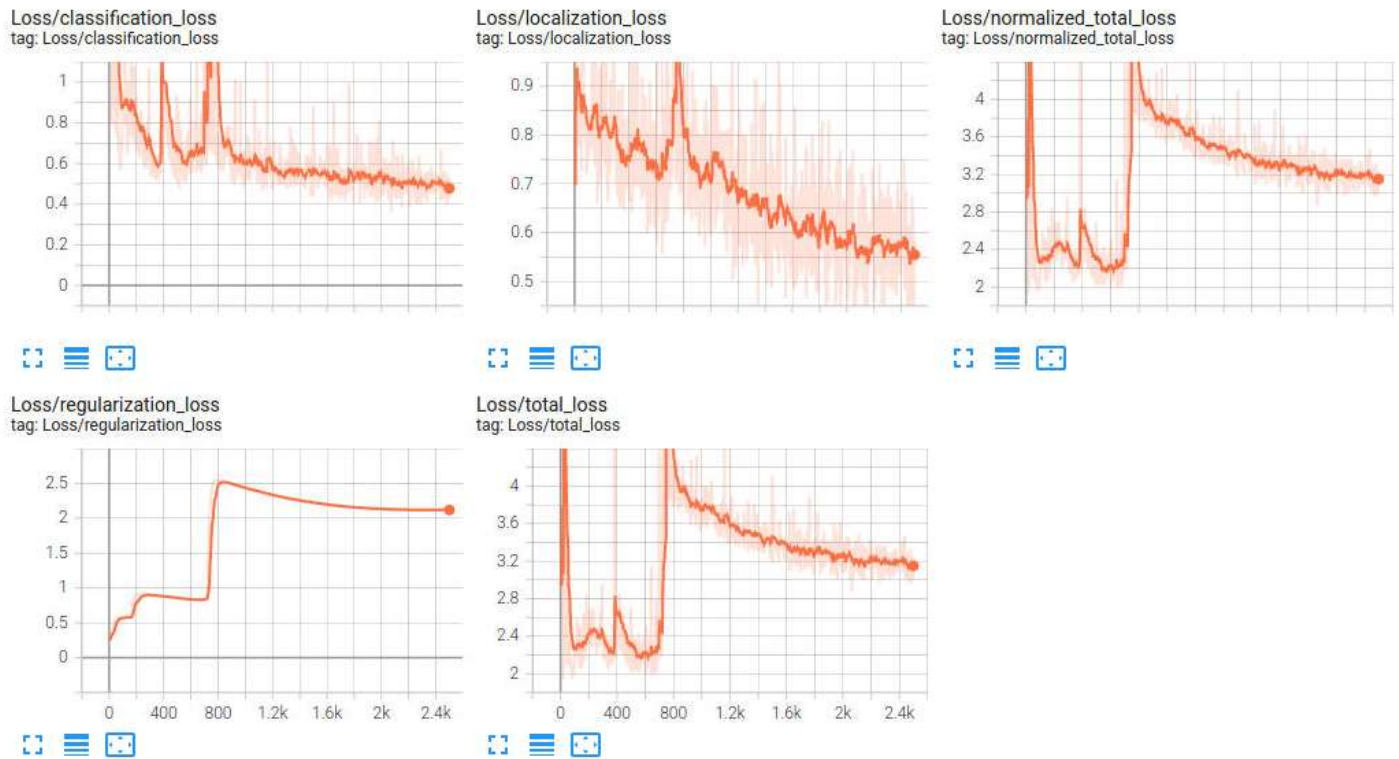 Loss/classification_loss
tag: Loss/classification_loss
1
0.8
0.6
0.4
0.2
0
Loss/localization_loss
tag: Loss/localization_loss
0.9
0.8
0.7
0.6
0.5
Loss/normalized_total_loss
tag: Loss/normalized_total_loss
4
3.6
3.2
2.8
2.4
2
Loss/regularization_loss
tag: Loss/regularization_loss
2.5
2
1.5
1
0.5
0
0 400 800 1.2k 1.6k 2k 2.4k
Loss/total_loss
tag: Loss/total_loss
4
3.6
3.2
2.8
2.4
2
0 400 800 1.2k 1.6k 2k 2.4k